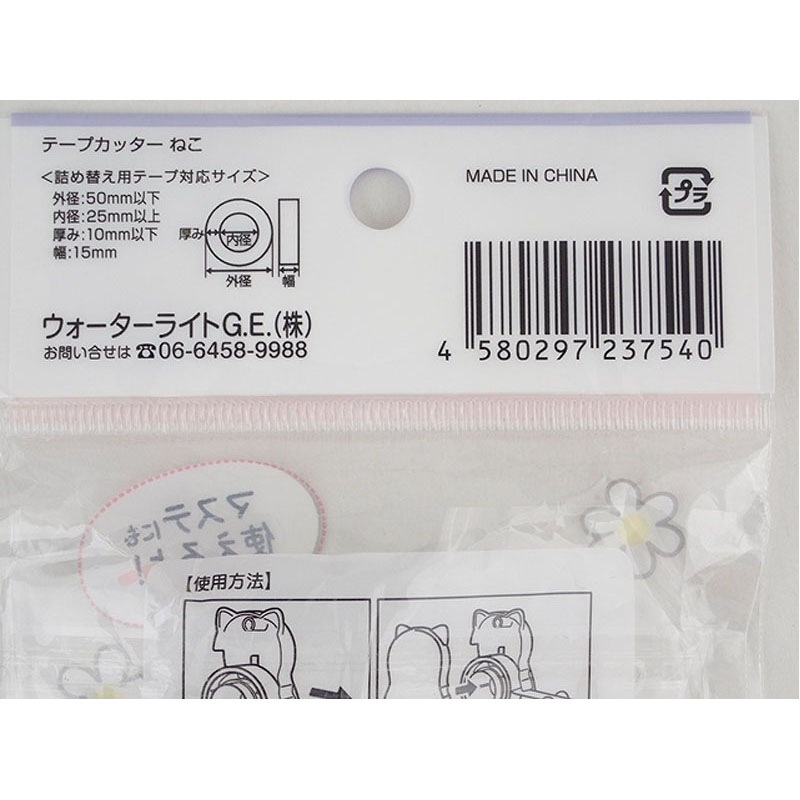 テープカッター ねこ
<詰め替え用テープ対応サイズ>
外径:50mm以下
内径:25mm以上
厚み:10mm以下
幅:15mm
厚み
内径
外径
幅
ウォーターライトG.E.(株)
お問い合せは ☎06-6458-9988
MADE IN CHINA
プラ
4 580297 237540
マステにも
使えるよ!
【使用方法】